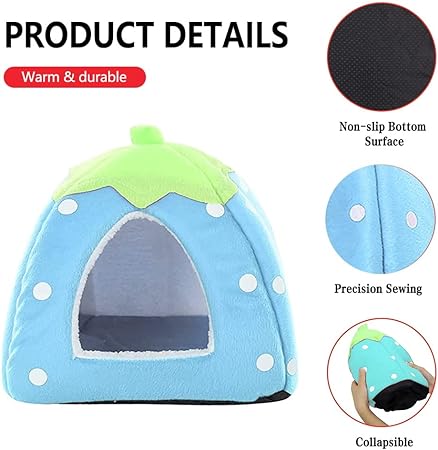 PRODUCT DETAILS
Warm & durable
Non-slip Bottom
Surface
Precision Sewing
Collapsible